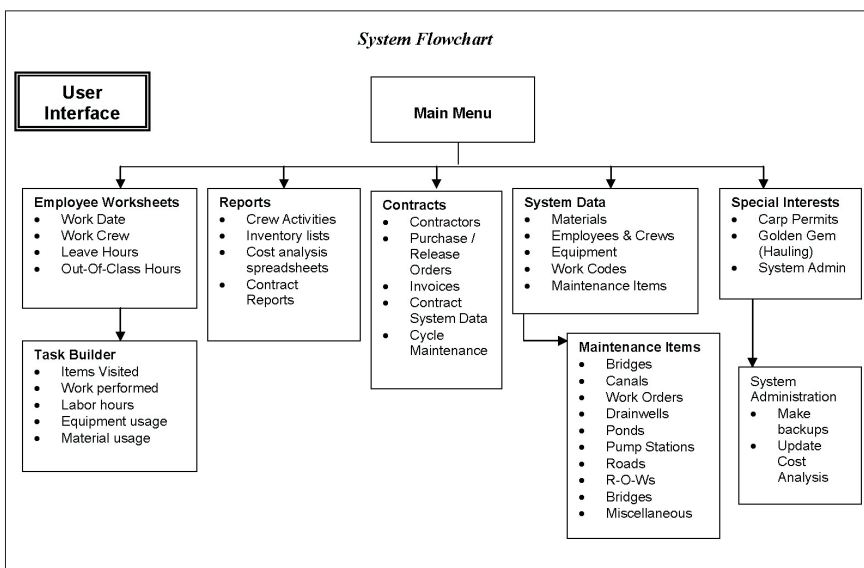 System Flowchart
User
Interface
Main Menu
Employee Worksheets
• Work Date
• Work Crew
• Leave Hours
• Out-Of-Class Hours
Reports
• Crew Activities
• Inventory lists
• Cost analysis
spreadsheets
• Contract
Reports
Contracts
• Contractors
• Purchase /
Release
Orders
• Invoices
• Contract
System Data
• Cycle
Maintenance
System Data
• Materials
• Employees & Crews
• Equipment
• Work Codes
• Maintenance Items
Special Interests
• Carp Permits
• Golden Gem
(Hauling)
• System Admin
Task Builder
• Items Visited
• Work performed
• Labor hours
• Equipment usage
• Material usage
Maintenance Items
• Bridges
• Canals
• Work Orders
• Drainwells
• Ponds
• Pump Stations
• Roads
• R-O-Ws
• Bridges
• Miscellaneous
System
Administration
• Make
backups
• Update
Cost
Analysis